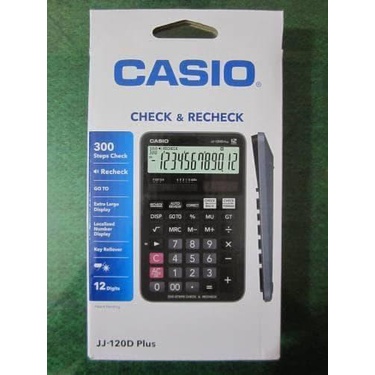 CASIO
CHECK & RECHECK
300
Steps Check
Recheck
GO TO
Extra Large
Display
Localized
Number
Display
Key Rollover
12 Digits
CASIO
123456789012
DISP.
GO TO
MU
GT
√
MRC
M−
M+
÷
%
7
8
9
×
4
5
6
−
C
1
2
3
+
0
00
.
=
JJ-120D Plus